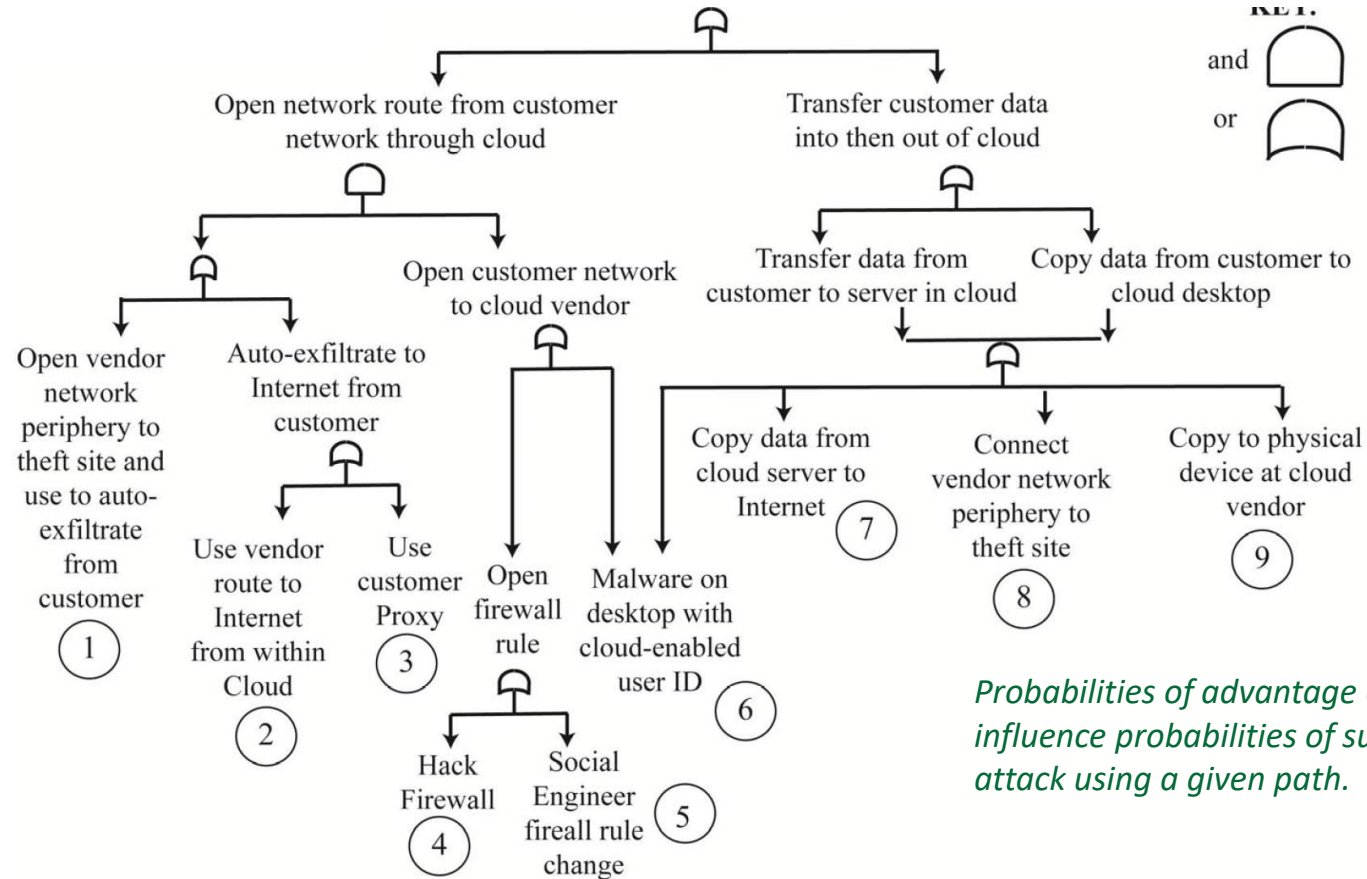 KEY:
and
or
Open network route from customer
network through cloud
Transfer customer data
into then out of cloud
Open customer network
to cloud vendor
Transfer data from
customer to server in cloud
Copy data from customer to
cloud desktop
Open vendor
network
periphery to
theft site and
use to auto-
exfiltrate
from
customer
1
Auto-exfiltrate to
Internet from
customer
Use vendor
route to
Internet
from within
Cloud
2
Use
customer
Proxy
3
Open
firewall
rule
Malware on
desktop with
cloud-enabled
user ID
6
Hack
Firewall
4
Social
Engineer
fireall rule
change
5
Copy data from
cloud server to
Internet
7
Connect
vendor network
periphery to
theft site
8
Copy to physical
device at cloud
vendor
9
Probabilities of advantage
influence probabilities of
attack using a given path.